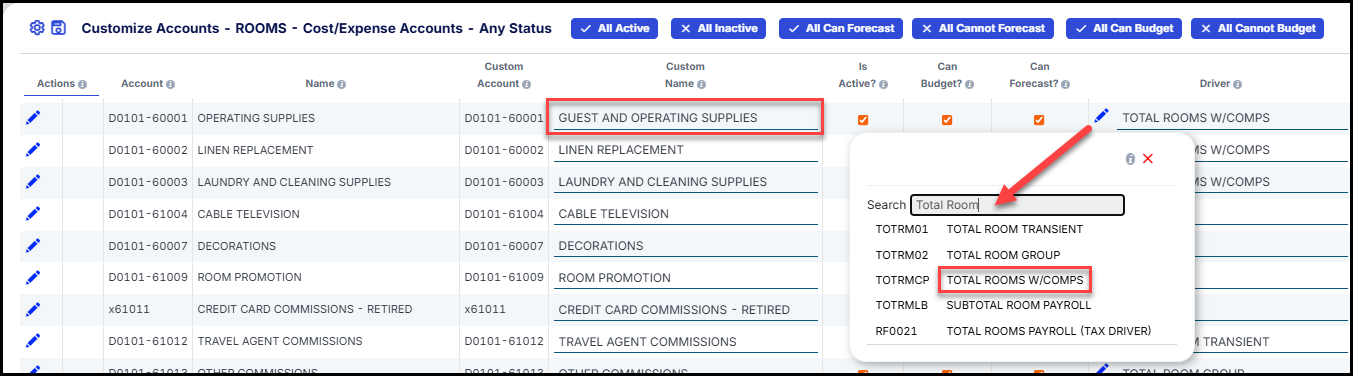 Customize Accounts - ROOMS - Cost/Expense Accounts - Any Status All Active All Inactive All Can Forecast All Cannot Forecast All Can Budget All Cannot Budget
Actions Account Name Custom Account Custom Name Is Active? Can Budget? Can Forecast? Driver
D0101-60001 OPERATING SUPPLIES D0101-60001 GUEST AND OPERATING SUPPLIES TOTAL ROOMS W/COMPS
D0101-60002 LINEN REPLACEMENT D0101-60002 LINEN REPLACEMENT ROOMS W/COMPS
D0101-60003 LAUNDRY AND CLEANING SUPPLIES D0101-60003 LAUNDRY AND CLEANING SUPPLIES ROOMS W/COMPS
D0101-61004 CABLE TELEVISION D0101-61004 CABLE TELEVISION
D0101-60007 DECORATIONS D0101-60007 DECORATIONS
D0101-61009 ROOM PROMOTION D0101-61009 ROOM PROMOTION
x61011 CREDIT CARD COMMISSIONS - RETIRED x61011 CREDIT CARD COMMISSIONS - RETIRED
D0101-61012 TRAVEL AGENT COMMISSIONS D0101-61012 TRAVEL AGENT COMMISSIONS ROOM TRANSIENT
D0101-61013 OTHER COMMISSIONS D0101-61013 OTHER COMMISSIONS TOTAL ROOM GROUP
Search Total Room
TOTRM01 TOTAL ROOM TRANSIENT
TOTRM02 TOTAL ROOM GROUP
TOTRMCP TOTAL ROOMS W/COMPS
TOTRMLB SUBTOTAL ROOM PAYROLL
RF0021 TOTAL ROOMS PAYROLL (TAX DRIVER)